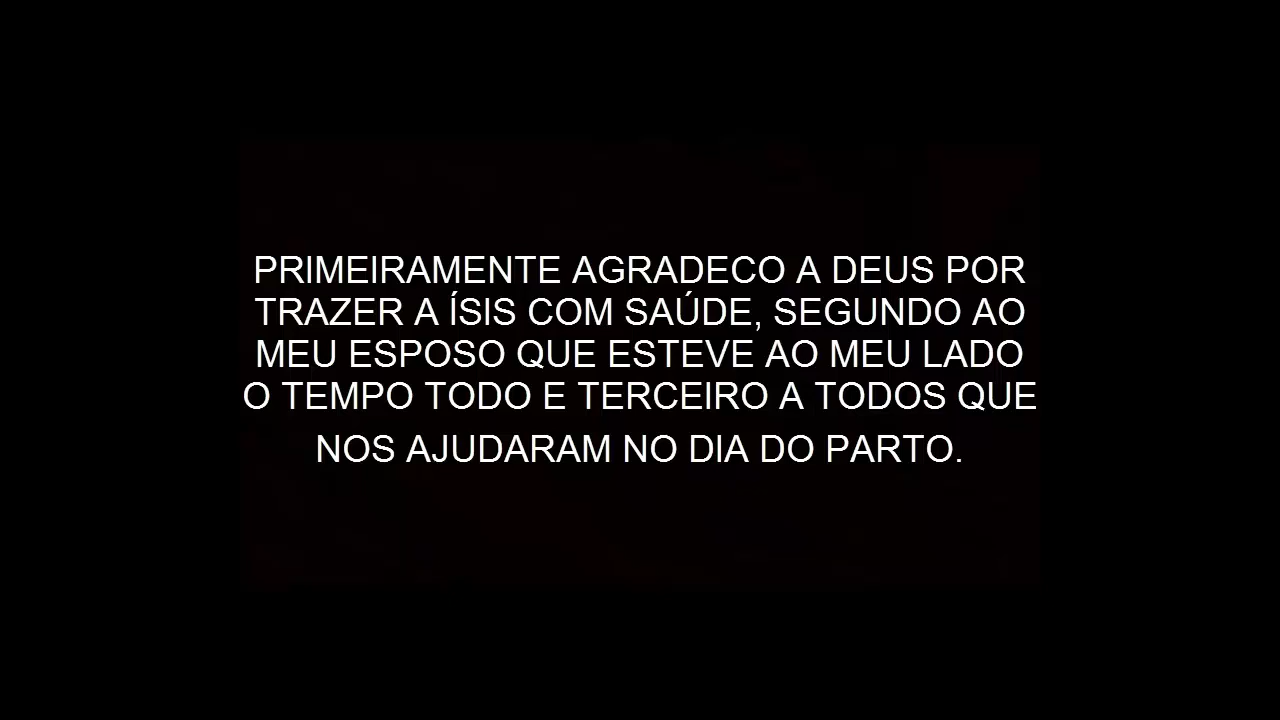 PRIMEIRAMENTE AGRADECO A DEUS POR
TRAZER A ÍSIS COM SAÚDE, SEGUNDO AO
MEU ESPOSO QUE ESTEVE AO MEU LADO
O TEMPO TODO E TERCEIRO A TODOS QUE
NOS AJUDARAM NO DIA DO PARTO.